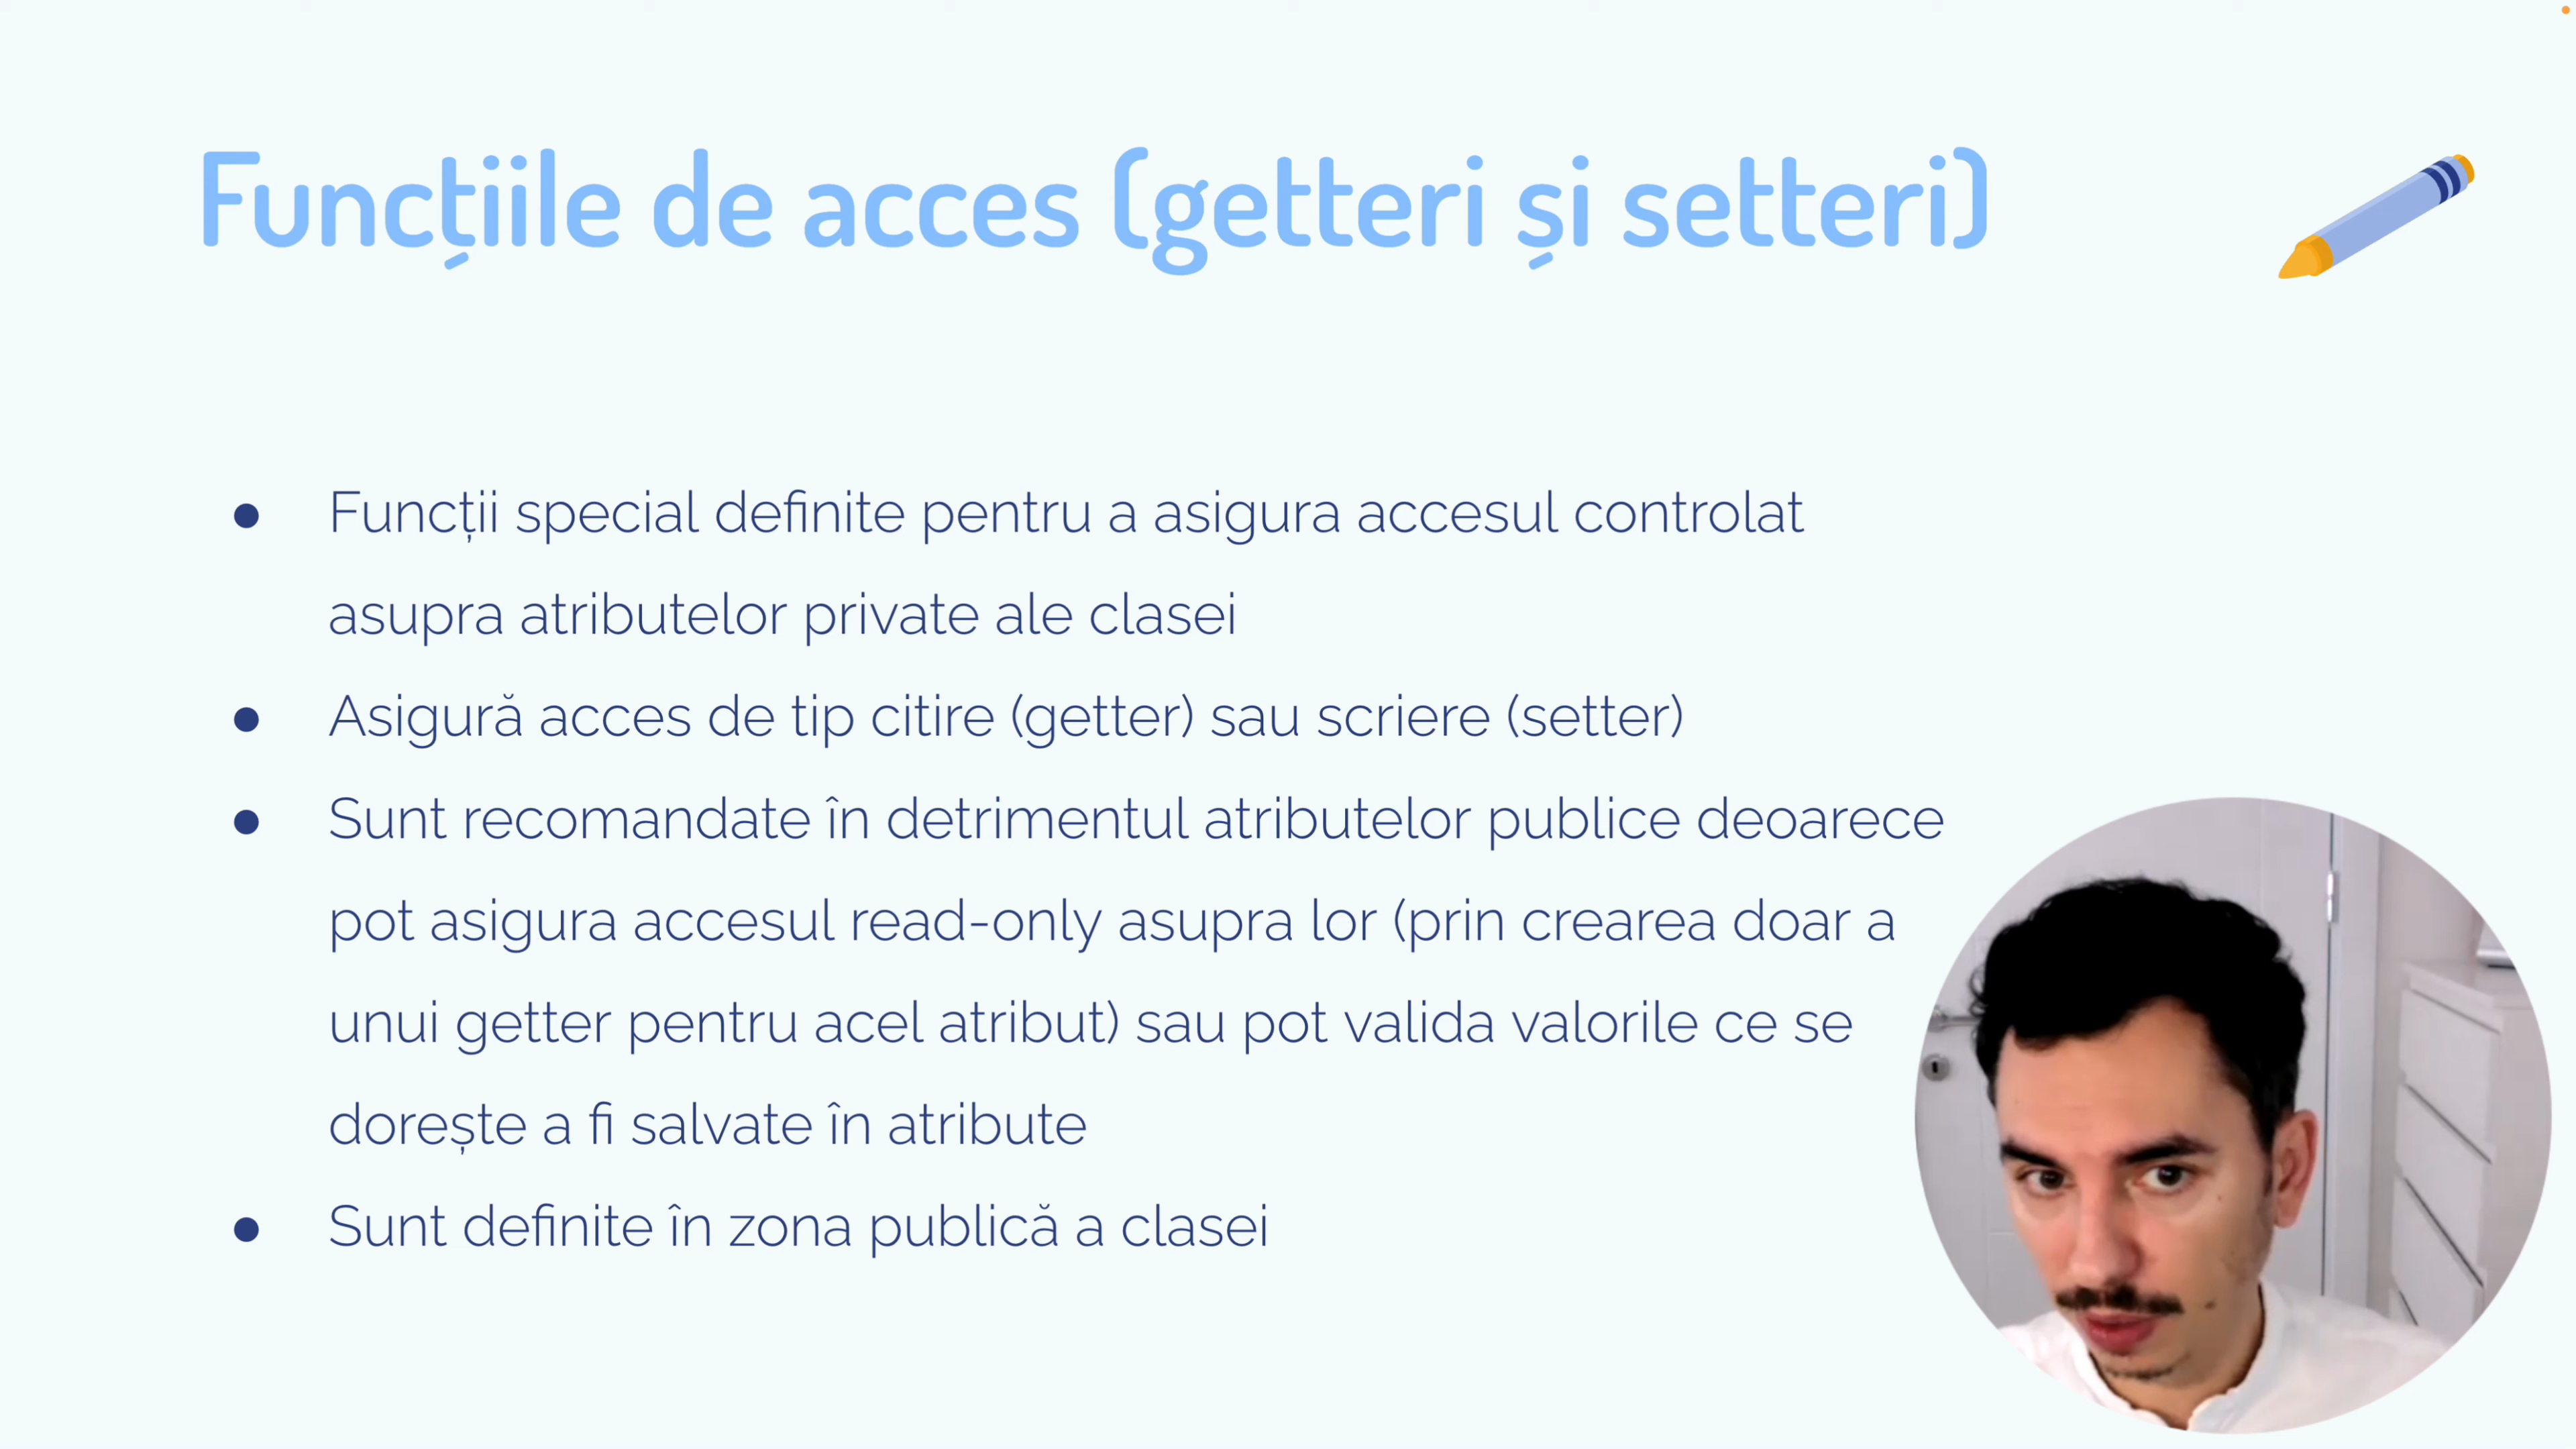 Funcțiile de acces (getteri și setteri)
● Funcții special definite pentru a asigura accesul controlat
asupra atributelor private ale clasei
● Asigură acces de tip citire (getter) sau scriere (setter)
● Sunt recomandate în detrimentul atributelor publice deoarece
pot asigura accesul read-only asupra lor (prin crearea doar a
unui getter pentru acel atribut) sau pot valida valorile ce se
dorește a fi salvate în atribute
● Sunt definite în zona publică a clasei